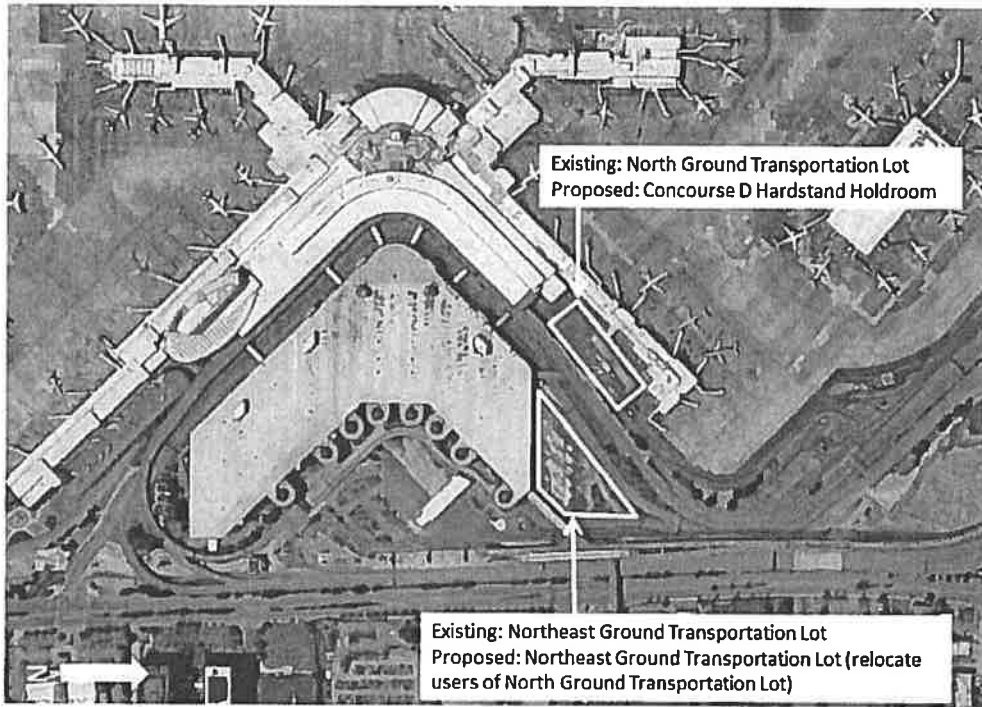 Existing: North Ground Transportation Lot
Proposed: Concourse D Hardstand Holdroom
Existing: Northeast Ground Transportation Lot
Proposed: Northeast Ground Transportation Lot (relocate
users of North Ground Transportation Lot)
N